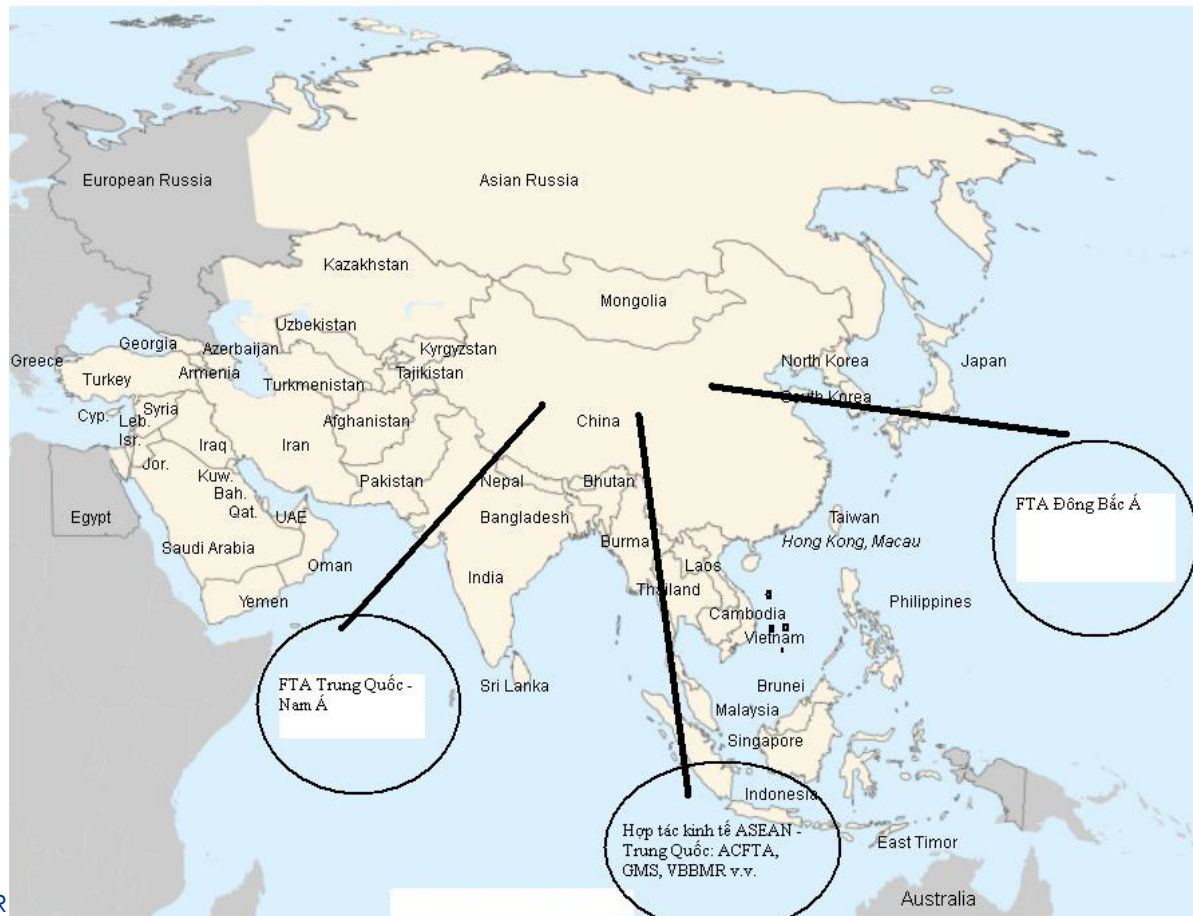 European Russia
Asian Russia
Kazakhstan
Mongolia
Uzbekistan
Georgia
Azerbaijan
Kyrgyzstan
Greece
Armenia
Tajikistan
North Korea
Japan
Turkey
Turkmenistan
South Korea
Cyp.
Syria
Leb.
Afghanistan
China
Isr.
Iraq
Iran
Jor.
Kuw.
Pakistan
Nepal
Bhutan
Bah.
Qat.
UAE
Egypt
Bangladesh
Taiwan
FTA Đông Bắc Á
Saudi Arabia
Burma
Hong Kong, Macau
Oman
India
Laos
Thailand
Yemen
Cambodia
Philippines
Vietnam
FTA Trung Quốc -
Nam Á
Sri Lanka
Brunei
Malaysia
Singapore
Indonesia
Hợp tác kinh tế ASEAN -
Trung Quốc: ACFTA,
GMS, VBBMR v.v.
East Timor
Australia
R